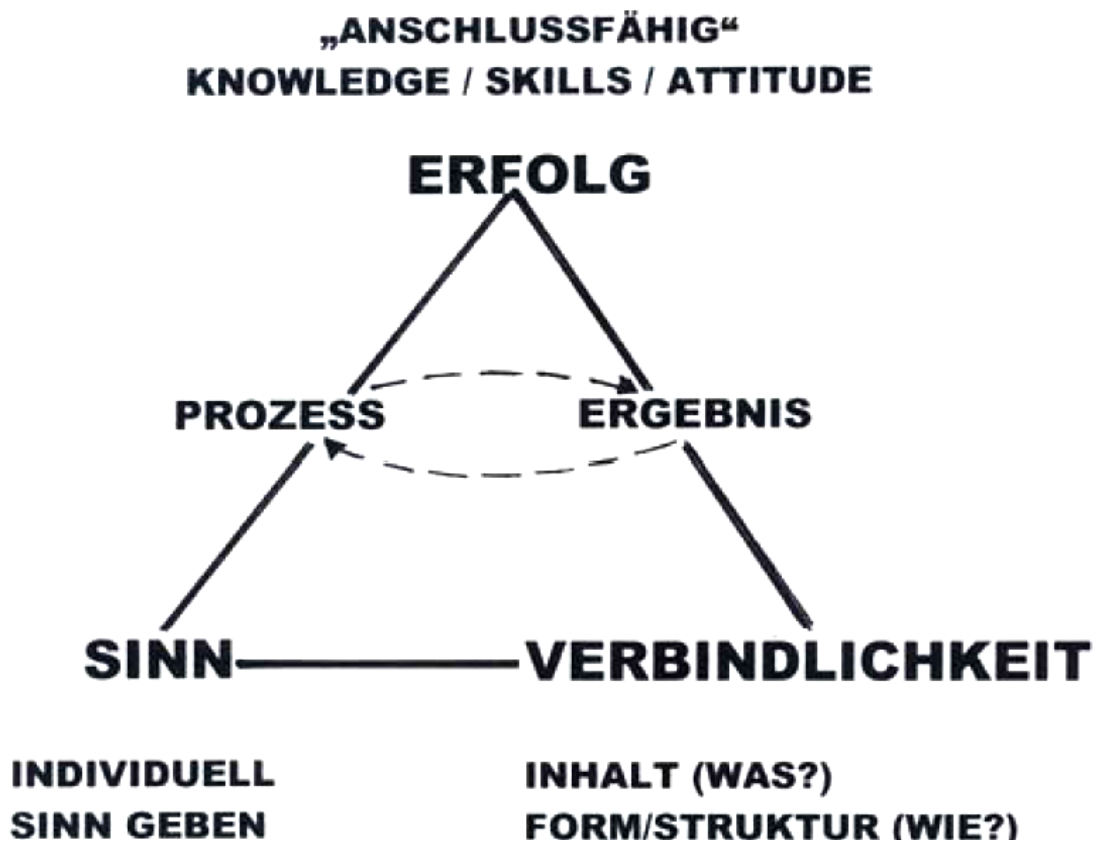 „ANSCHLUSSFÄHIG“
KNOWLEDGE / SKILLS / ATTITUDE
ERFOLG
PROZESS
ERGEBNIS
SINN
VERBINDLICHKEIT
INDIVIDUELL
INHALT (WAS?)
SINN GEBEN
FORM/STRUKTUR (WIE?)